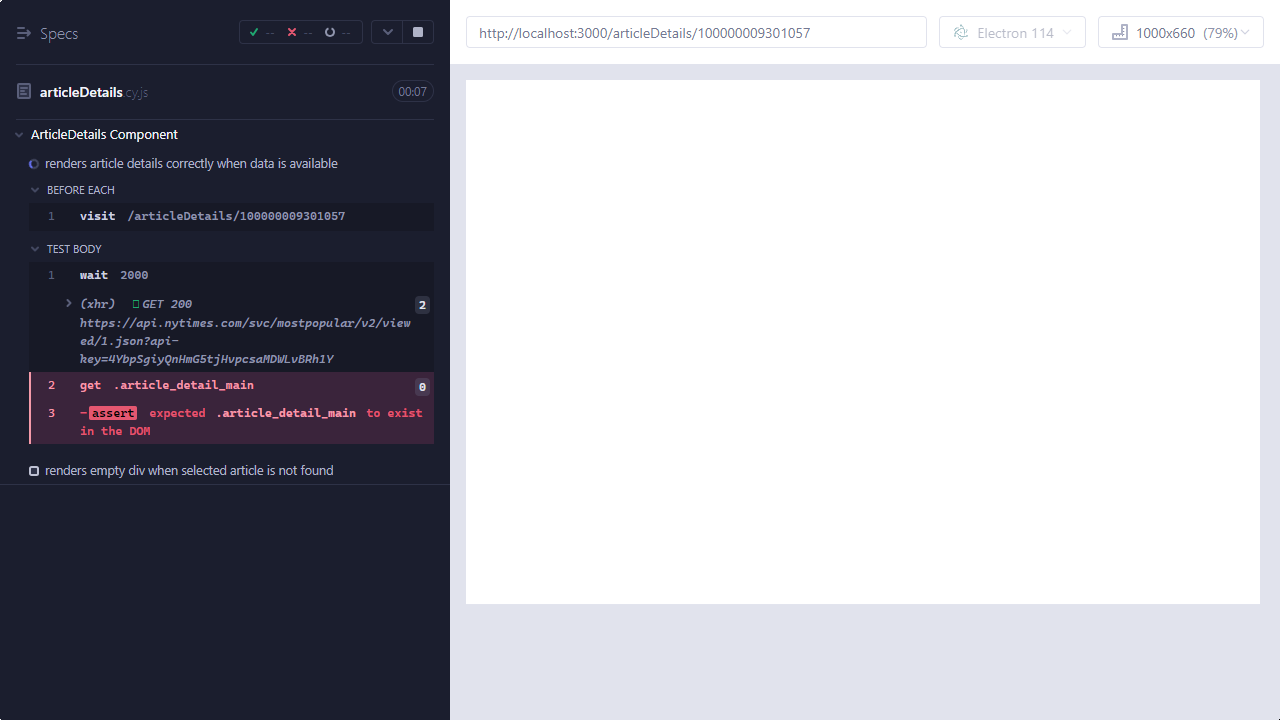 Specs
-- -- --
articleDetails.cy.js 00:07
ArticleDetails Component
renders article details correctly when data is available
BEFORE EACH
1 visit /articleDetails/100000009301057
TEST BODY
1 wait 2000
(xhr) GET 200 2
https://api.nytimes.com/svc/mostpopular/v2/view
ed/1.json?api-
key=4YbpSgiyQnHmG5tjHvpcsaMDWLvBRh1Y
2 get .article_detail_main 0
3 -assert expected .article_detail_main to exist
in the DOM
renders empty div when selected article is not found
http://localhost:3000/articleDetails/100000009301057
Electron 114
1000x660 (79%)